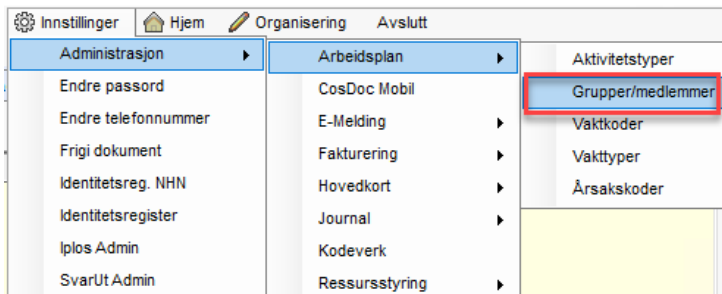 Innstillinger Hjem Organisering Avslutt
Administrasjon
Endre passord
Endre telefonnummer
Frigi dokument
Identitetsreg. NHN
Identitetsregister
Iplos Admin
SvarUt Admin
Arbeidsplan
CosDoc Mobil
E-Melding
Fakturering
Hovedkort
Journal
Kodeverk
Ressursstyring
Aktivitetstyper
Grupper/medlemmer
Vaktkoder
Vakttyper
Årsakskoder